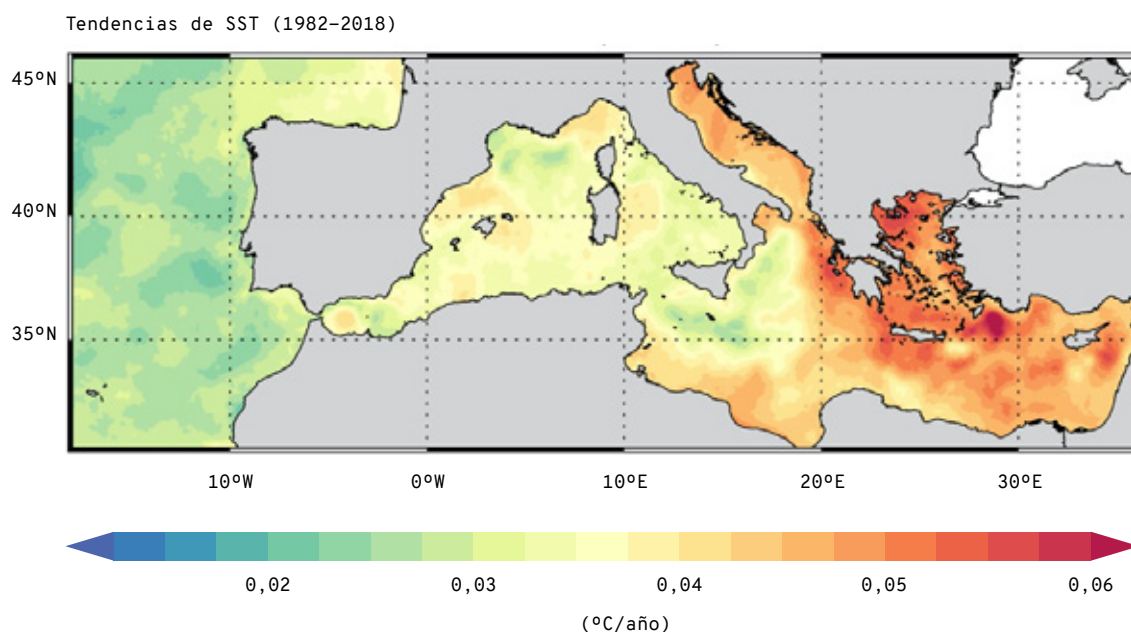 Tendencias de SST (1982–2018)
45ºN
40ºN
35ºN
10ºW 0ºW 10ºE 20ºE 30ºE
0,02 0,03 0,04 0,05 0,06
(ºC/año)